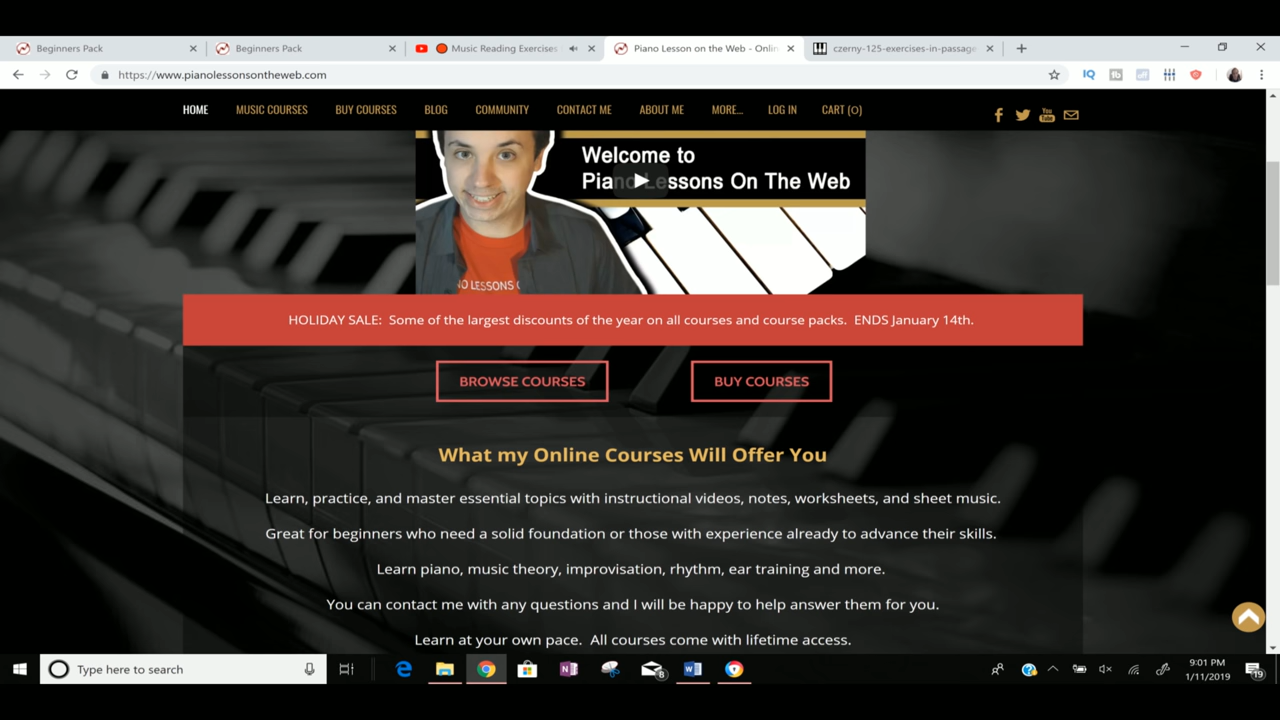 Beginners Pack
Beginners Pack
Music Reading Exercises
Piano Lesson on the Web - Onlin
czerny-125-exercises-in-passage
https://www.pianolessonsontheweb.com
HOME
MUSIC COURSES
BUY COURSES
BLOG
COMMUNITY
CONTACT ME
ABOUT ME
MORE...
LOG IN
CART (0)
Welcome to
Piano Lessons On The Web
NO LESSONS O
HOLIDAY SALE: Some of the largest discounts of the year on all courses and course packs. ENDS January 14th.
BROWSE COURSES
BUY COURSES
What my Online Courses Will Offer You
Learn, practice, and master essential topics with instructional videos, notes, worksheets, and sheet music.
Great for beginners who need a solid foundation or those with experience already to advance their skills.
Learn piano, music theory, improvisation, rhythm, ear training and more.
You can contact me with any questions and I will be happy to help answer them for you.
Learn at your own pace. All courses come with lifetime access.
Type here to search
8
9:01 PM
1/11/2019
19